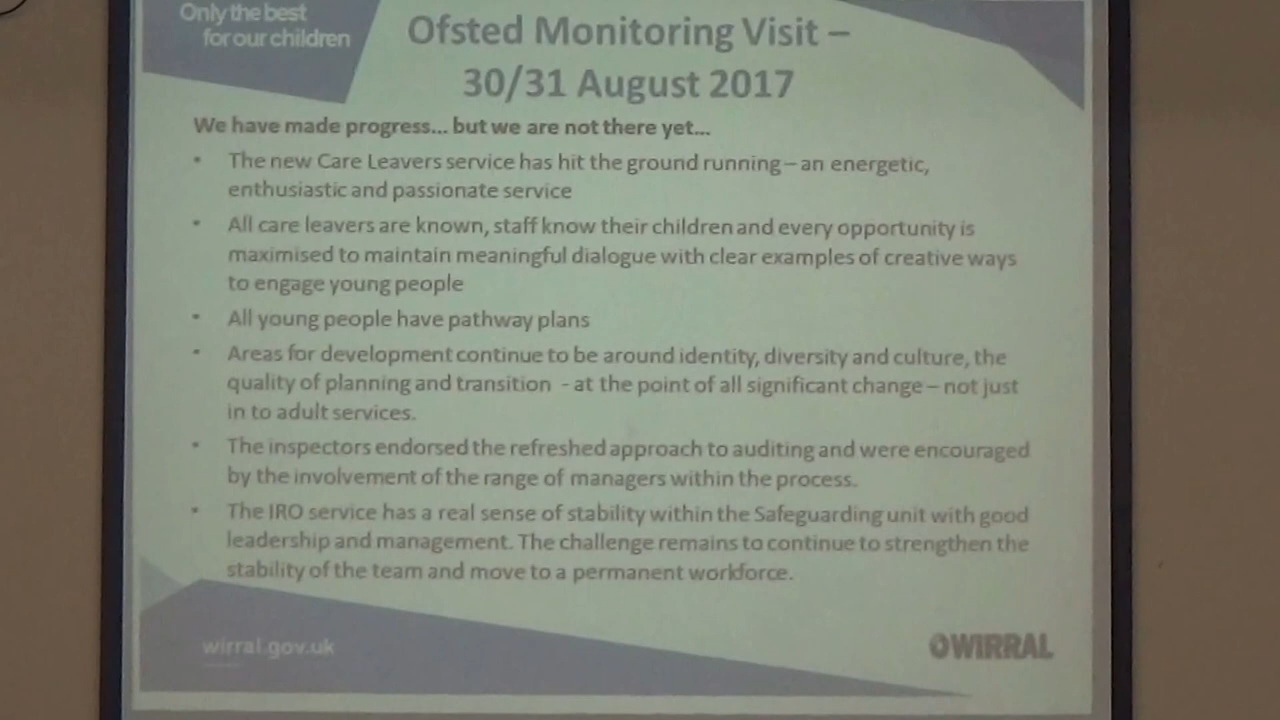 Only the best
for our children
Ofsted Monitoring Visit –
30/31 August 2017
We have made progress... but we are not there yet...
• The new Care Leavers service has hit the ground running – an energetic,
enthusiastic and passionate service
• All care leavers are known, staff know their children and every opportunity is
maximised to maintain meaningful dialogue with clear examples of creative ways
to engage young people
• All young people have pathway plans
• Areas for development continue to be around identity, diversity and culture, the
quality of planning and transition - at the point of all significant change – not just
in to adult services.
• The inspectors endorsed the refreshed approach to auditing and were encouraged
by the involvement of the range of managers within the process.
• The IRO service has a real sense of stability within the Safeguarding unit with good
leadership and management. The challenge remains to continue to strengthen the
stability of the team and move to a permanent workforce.
wirral.gov.uk
WIRRAL